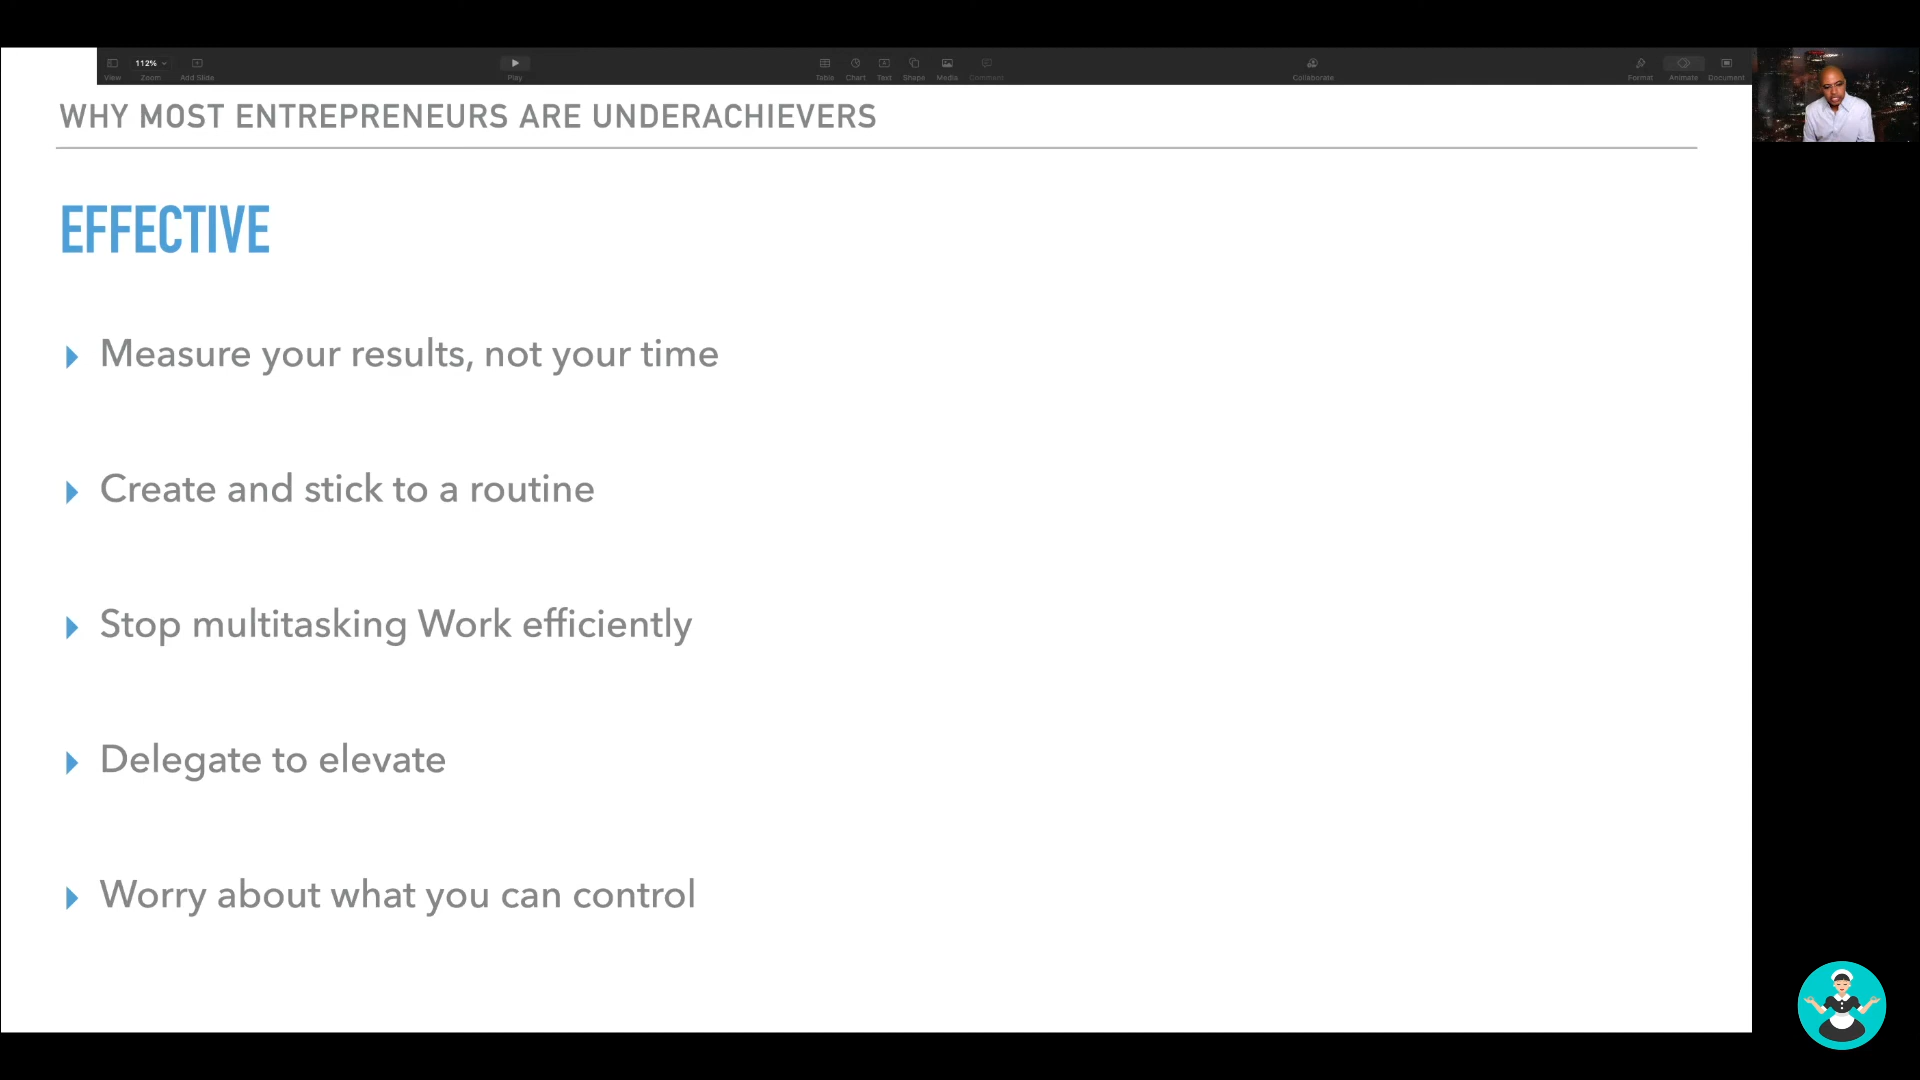 112%
View Zoom Add Slide Play Table Chart Text Shape Media Comment Collaborate Format Animate Document
WHY MOST ENTREPRENEURS ARE UNDERACHIEVERS
EFFECTIVE
Measure your results, not your time
Create and stick to a routine
Stop multitasking Work efficiently
Delegate to elevate
Worry about what you can control